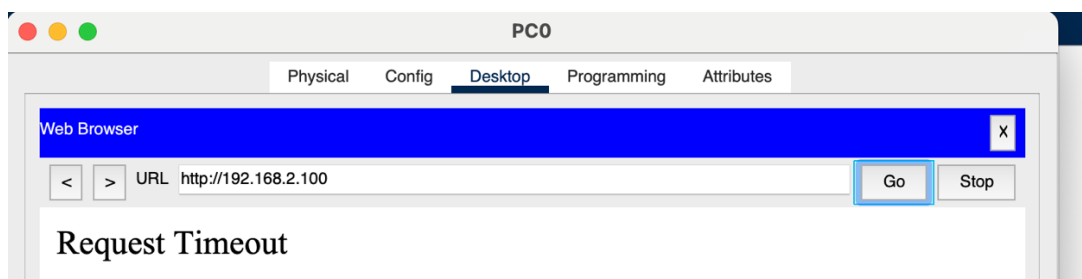 PC0
Physical Config Desktop Programming Attributes
Web Browser
X
< > URL http://192.168.2.100 Go Stop
Request Timeout